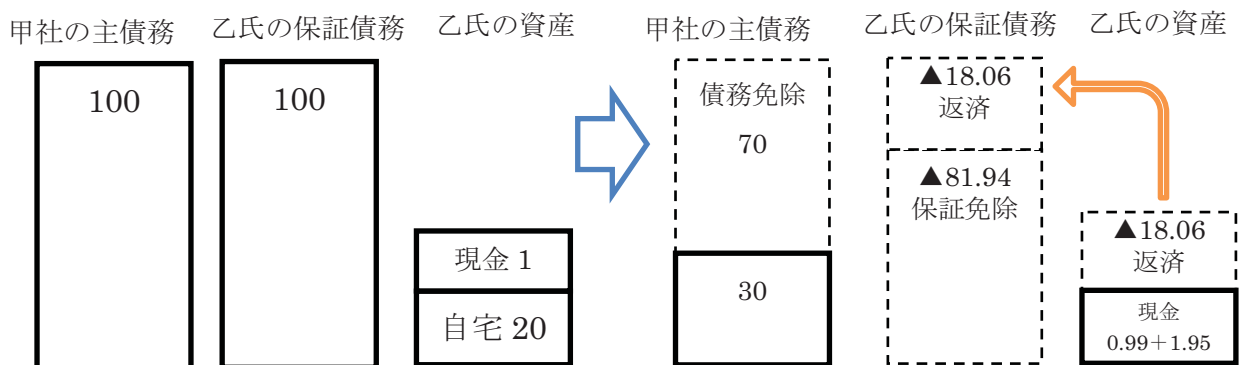 甲社の主債務
乙氏の保証債務
乙氏の資産
100
100
現金 1
自宅 20
甲社の主債務
乙氏の保証債務
乙氏の資産
債務免除
70
30
▲18.06
返済
▲81.94
保証免除
▲18.06
返済
現金
0.99+1.95